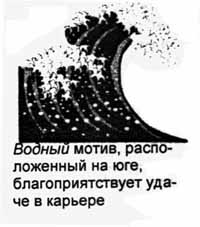 Водный мотив, распо-
ложенный на юге,
благоприятствует уда-
че в карьере